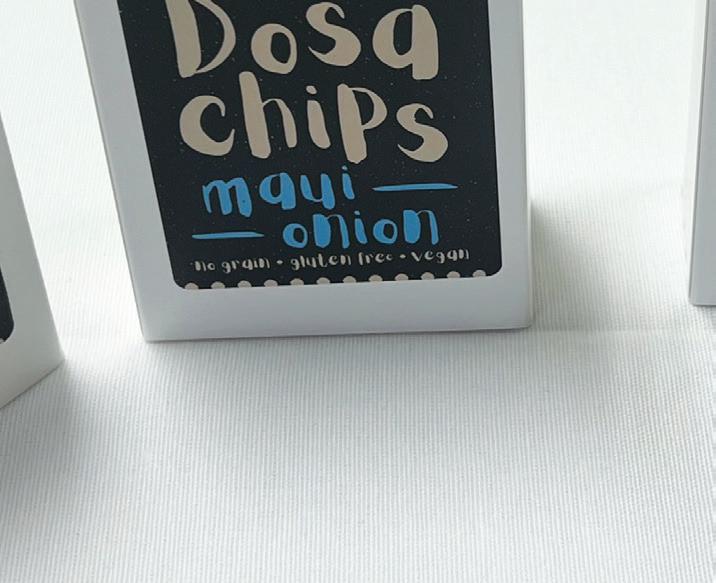 Dosa
chips
maui —
— onion
no grain • gluten free • vegan